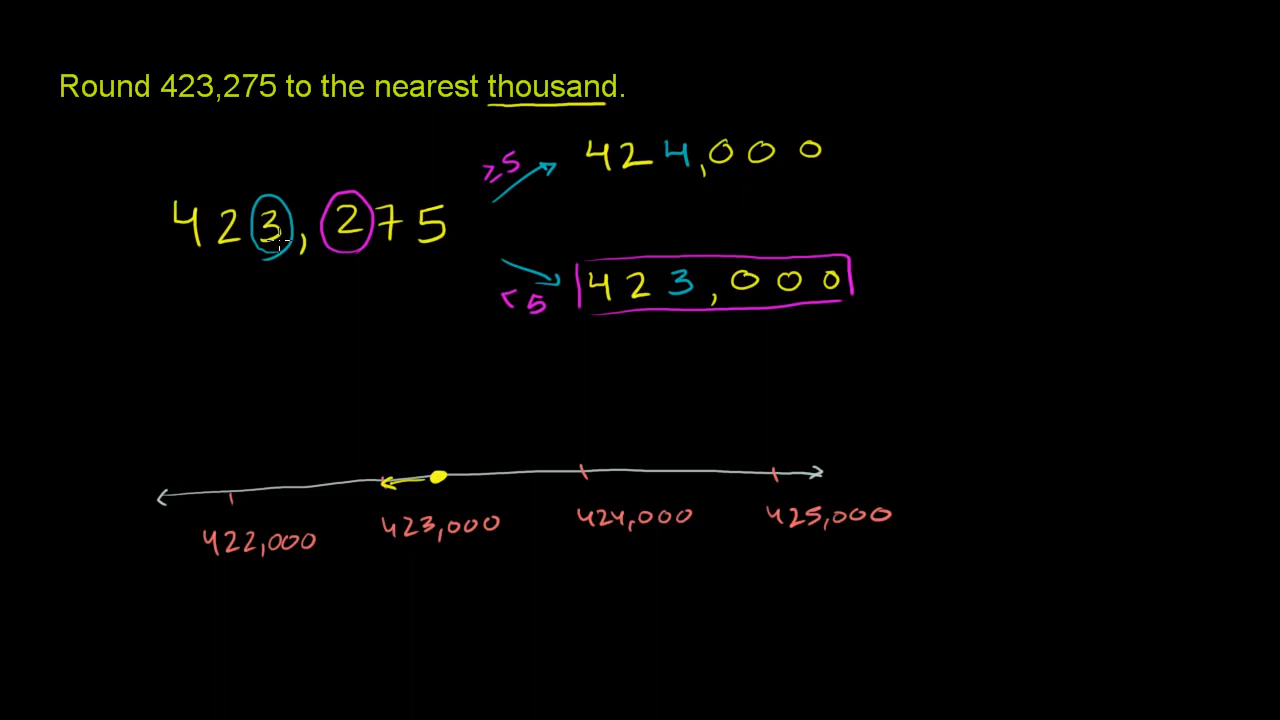 Round 423,275 to the nearest thousand.
≥5 424,000
423,275
<5 423,000
422,000 423,000 424,000 425,000